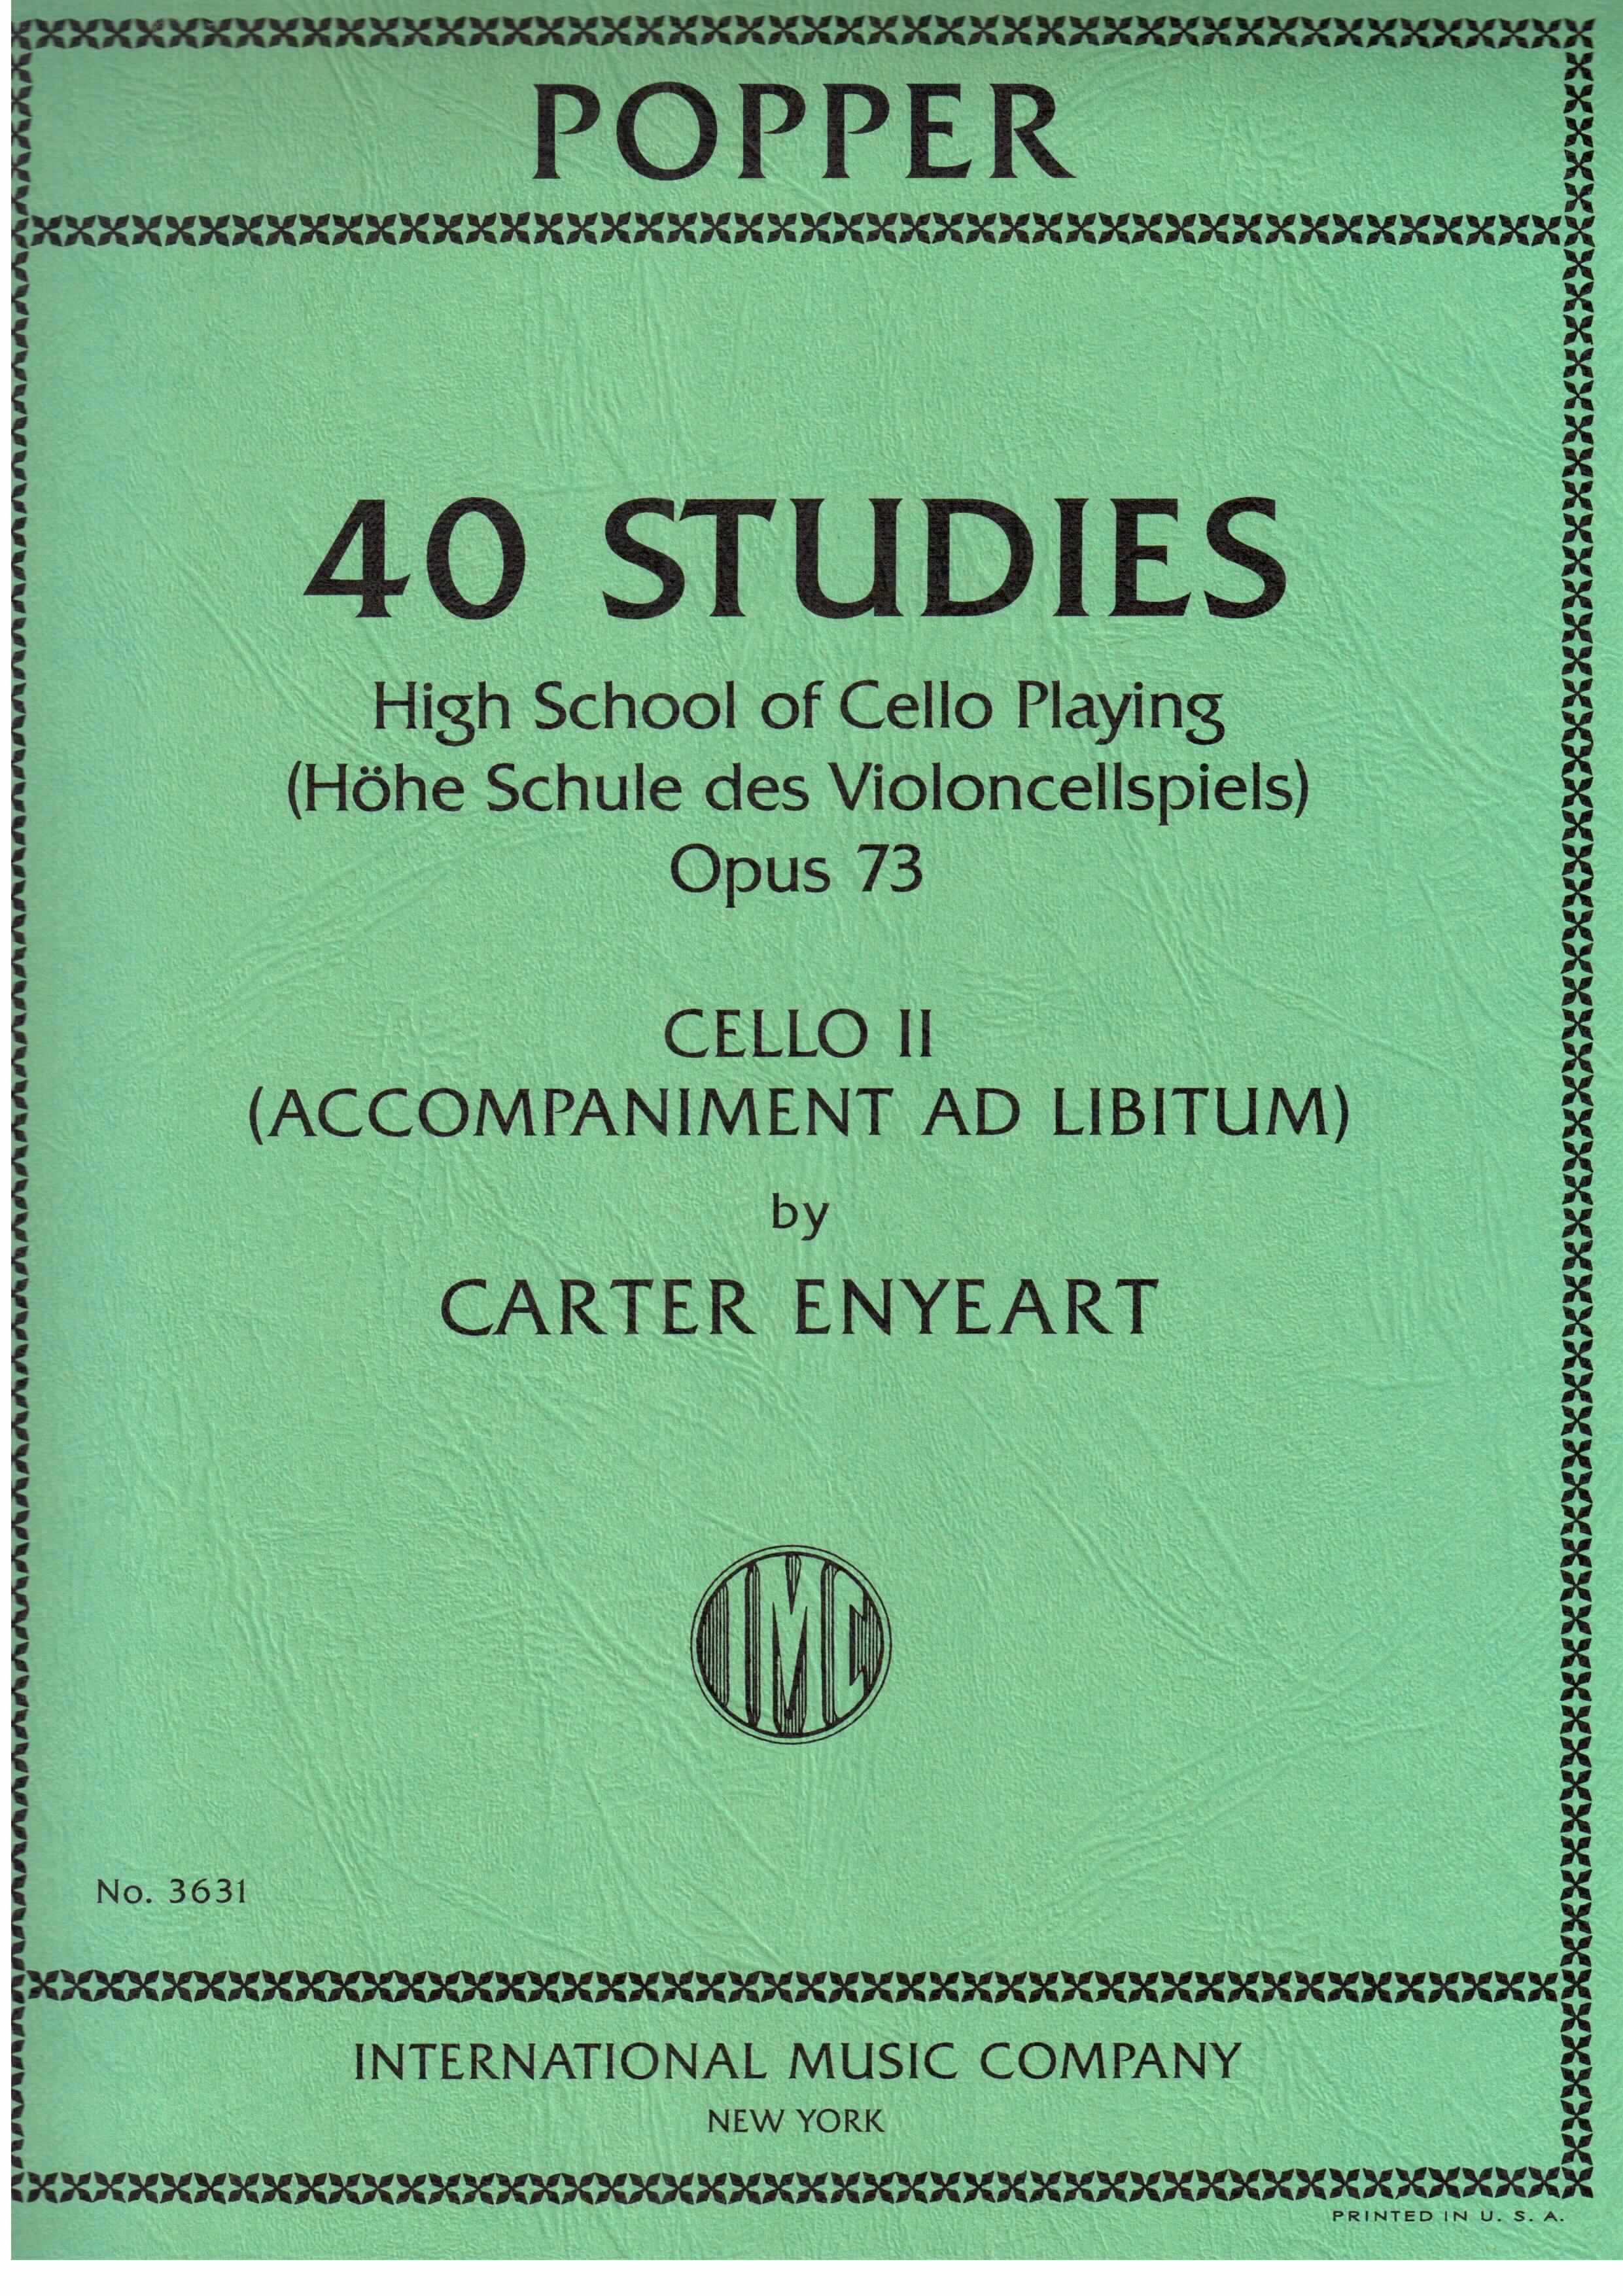 POPPER
40 STUDIES
High School of Cello Playing
(Höhe Schule des Violoncellspiels)
Opus 73
CELLO II
(ACCOMPANIMENT AD LIBITUM)
by
CARTER ENYEART
IMC
No. 3631
INTERNATIONAL MUSIC COMPANY
NEW YORK
PRINTED IN U. S. A.